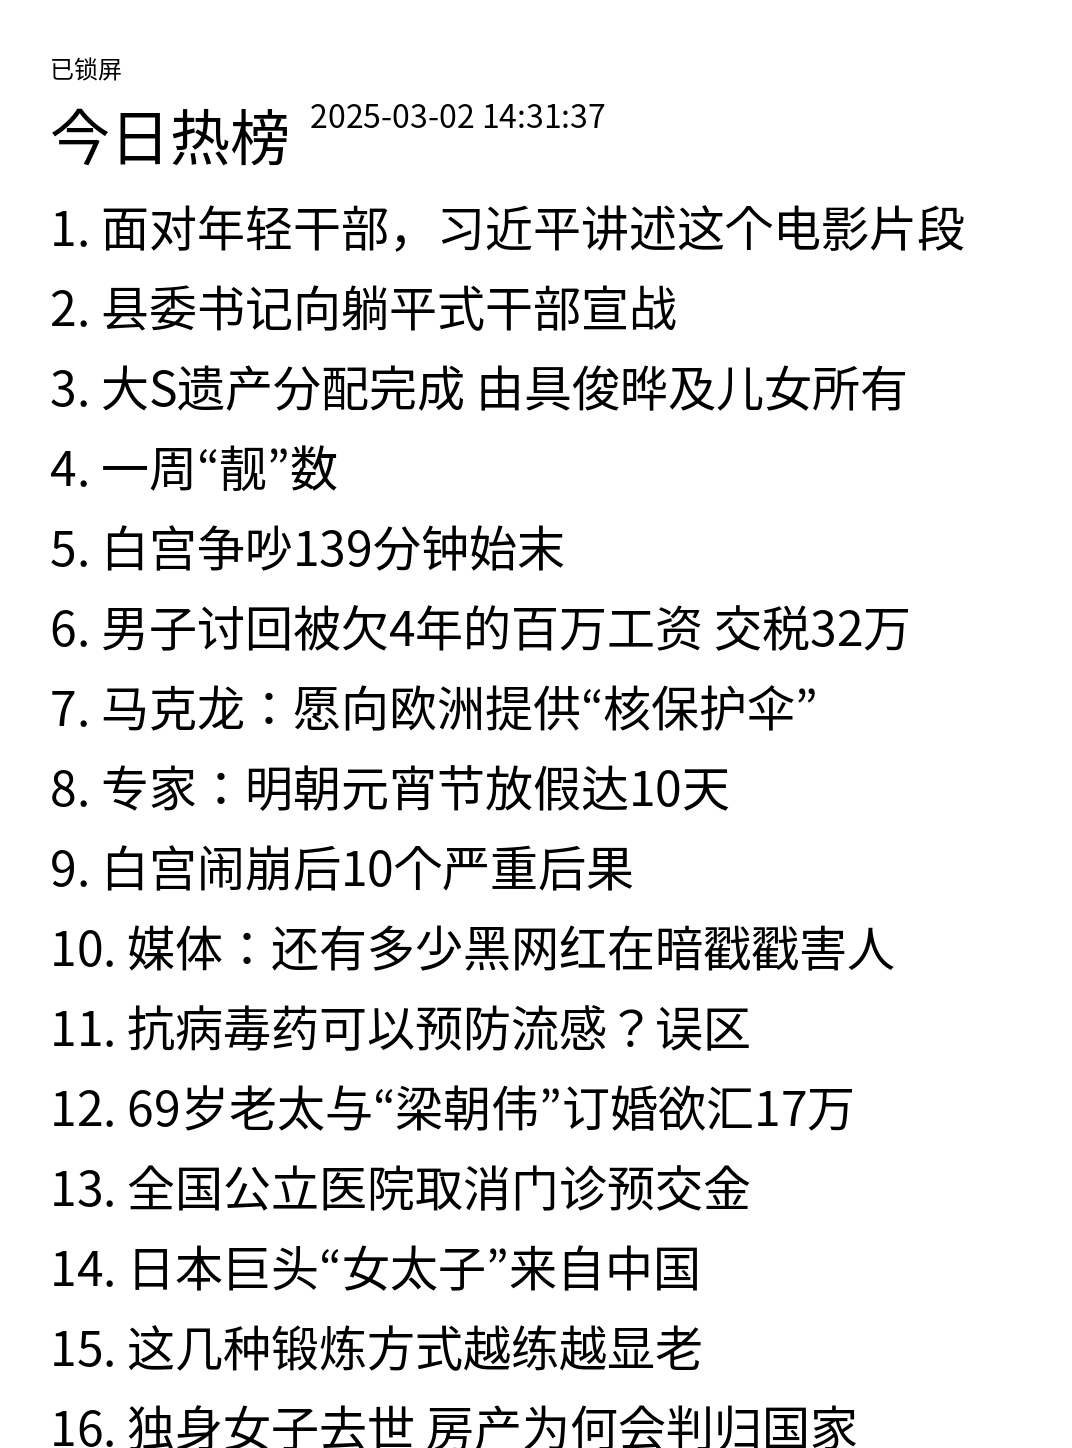 已锁屏
今日热榜 2025-03-02 14:31:37
1. 面对年轻干部，习近平讲述这个电影片段
2. 县委书记向躺平式干部宣战
3. 大S遗产分配完成 由具俊晔及儿女所有
4. 一周“靓”数
5. 白宫争吵139分钟始末
6. 男子讨回被欠4年的百万工资 交税32万
7. 马克龙：愿向欧洲提供“核保护伞”
8. 专家：明朝元宵节放假达10天
9. 白宫闹崩后10个严重后果
10. 媒体：还有多少黑网红在暗戳戳害人
11. 抗病毒药可以预防流感？误区
12. 69岁老太与“梁朝伟”订婚欲汇17万
13. 全国公立医院取消门诊预交金
14. 日本巨头“女太子”来自中国
15. 这几种锻炼方式越练越显老
16. 独身女子去世 房产为何会判归国家